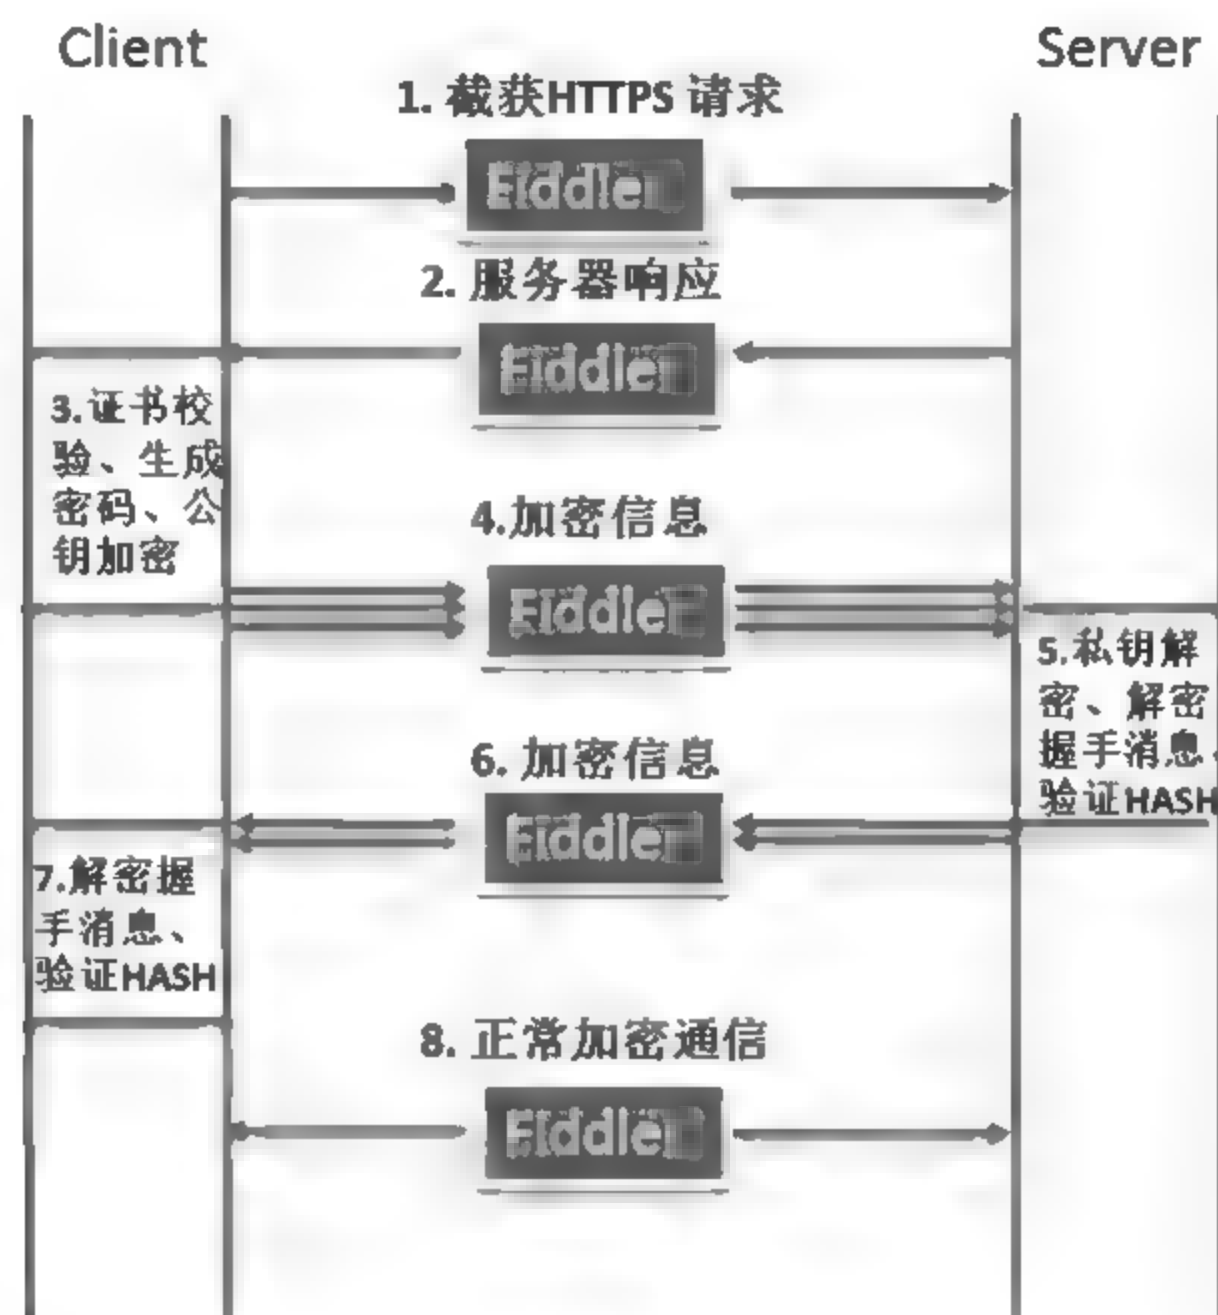 Client
Server
1. 截获HTTPS 请求
Fiddler
2. 服务器响应
Fiddler
3.证书校
验、生成
密码、公
钥加密
4.加密信息
Fiddler
5.私钥解
密、解密
握手消息、
验证HASH
6. 加密信息
Fiddler
7.解密握
手消息、
验证HASH
8. 正常加密通信
Fiddler